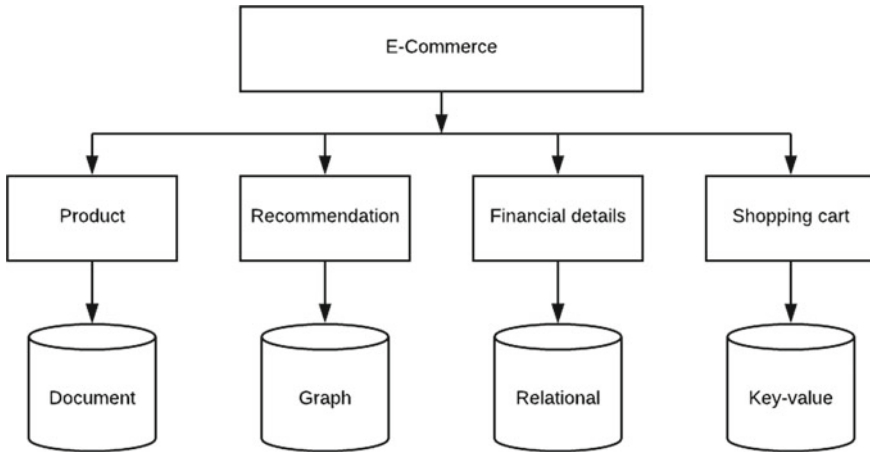 E-Commerce
Product
Recommendation
Financial details
Shopping cart
Document
Graph
Relational
Key-value